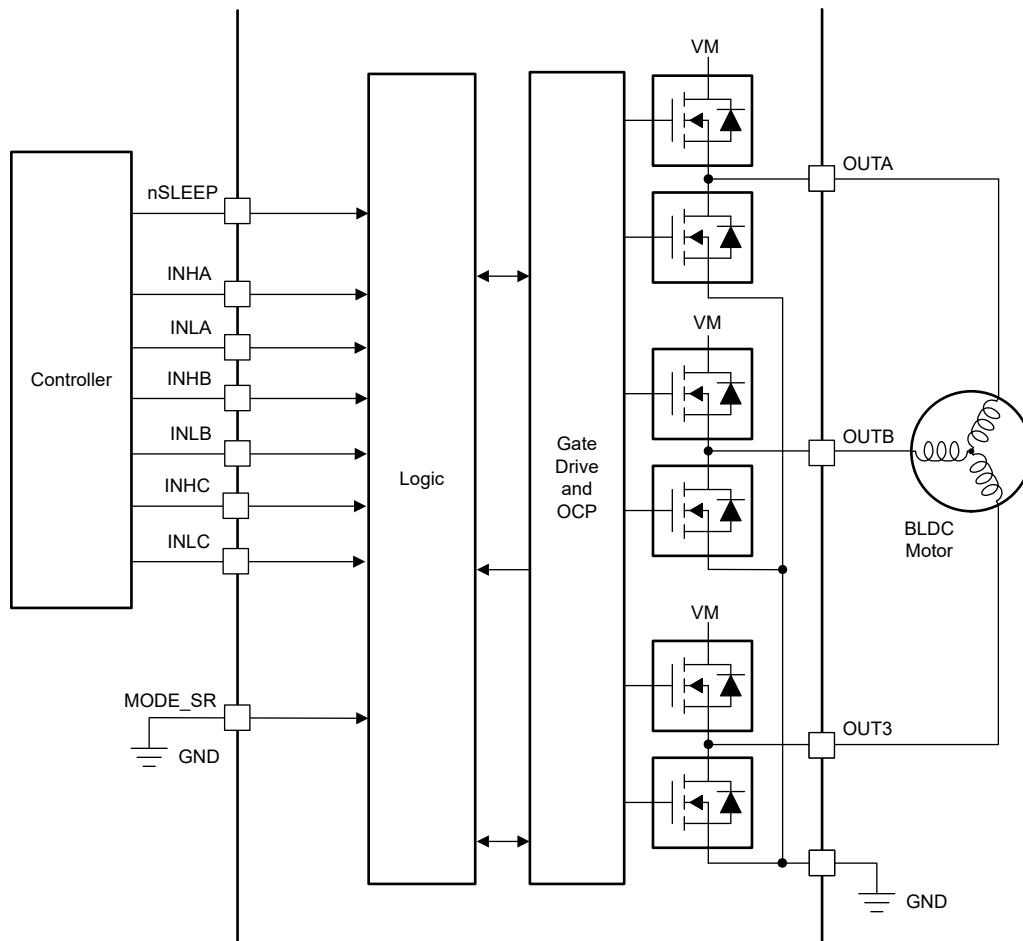 VM
OUTA
nSLEEP
INHA
INLA
INHB
INLB
INHC
INLC
Controller
Logic
Gate
Drive
and
OCP
VM
OUTB
BLDC
Motor
VM
MODE_SR
GND
OUT3
GND